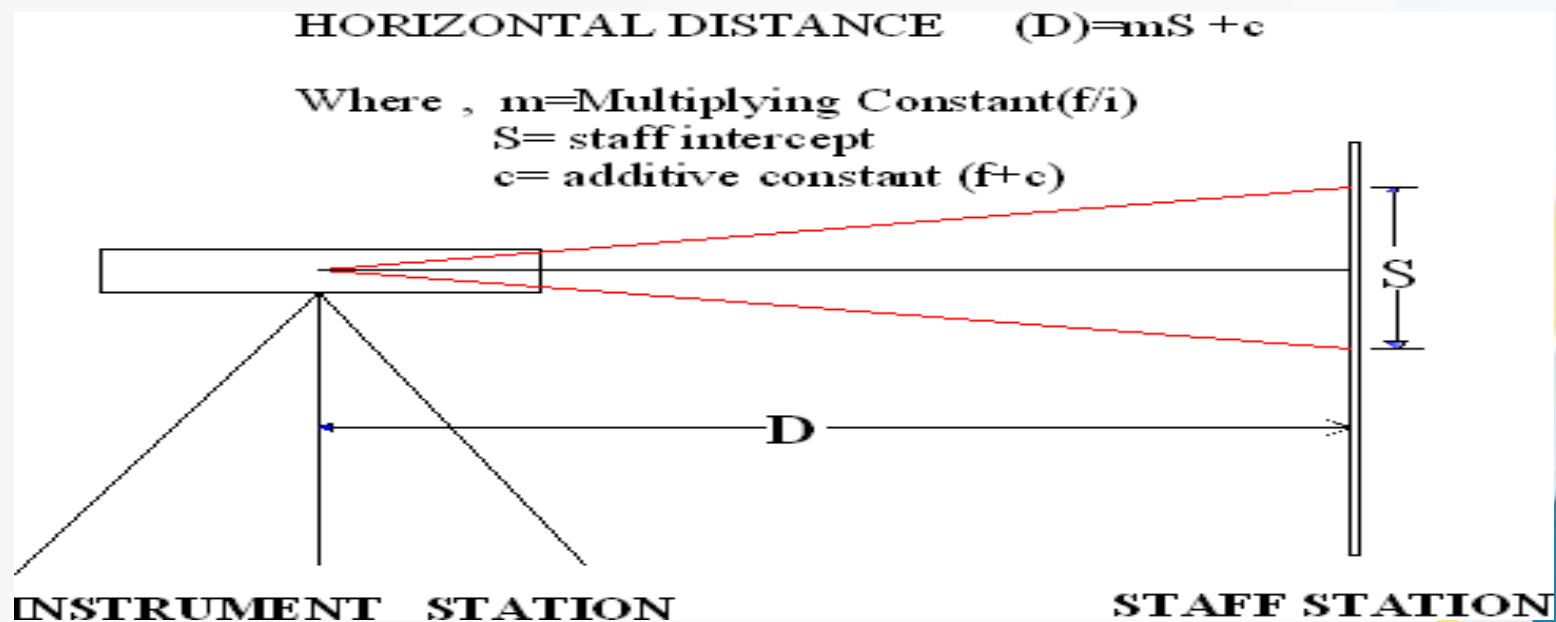 HORIZONTAL DISTANCE (D)=mS +c
Where , m=Multiplying Constant(f/i)
S= staff intercept
c= additive constant (f+c)
S
D
INSTRUMENT STATION
STAFF STATION